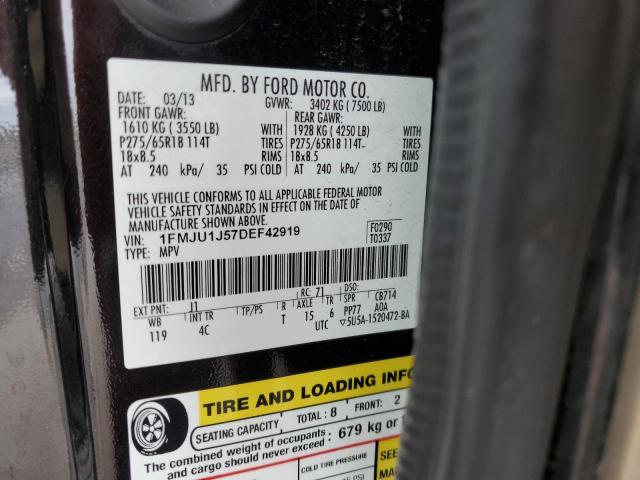 MFD. BY FORD MOTOR CO.
DATE: 03/13 GVWR: 3402 KG ( 7500 LB)
FRONT GAWR: REAR GAWR:
1610 KG ( 3550 LB) WITH 1928 KG ( 4250 LB) WITH
P275/65R18 114T TIRES P275/65R18 114T TIRES
18x8.5 RIMS 18x8.5 RIMS
AT 240 kPa/ 35 PSI COLD AT 240 kPa/ 35 PSI COLD
THIS VEHICLE CONFORMS TO ALL APPLICABLE FEDERAL MOTOR
VEHICLE SAFETY STANDARDS IN EFFECT ON THE DATE OF
MANUFACTURE SHOWN ABOVE.
VIN: 1FMJU1J57DEF42919 F0290
TYPE: MPV T0337
EXT PNT: J1 RC: 71 DSO:
WB INT TR TP/PS R AXLE TR SPR CB714
119 4C T 15 6 PP77 AOA
UTC ▽5U5A-1520472-BA
TIRE AND LOADING INFO
SEATING CAPACITY TOTAL: 8 FRONT: 2
The combined weight of occupants
and cargo should never exceed: 679 kg or
COLD TIRE PRESSURE SEE
35 PSI MAN